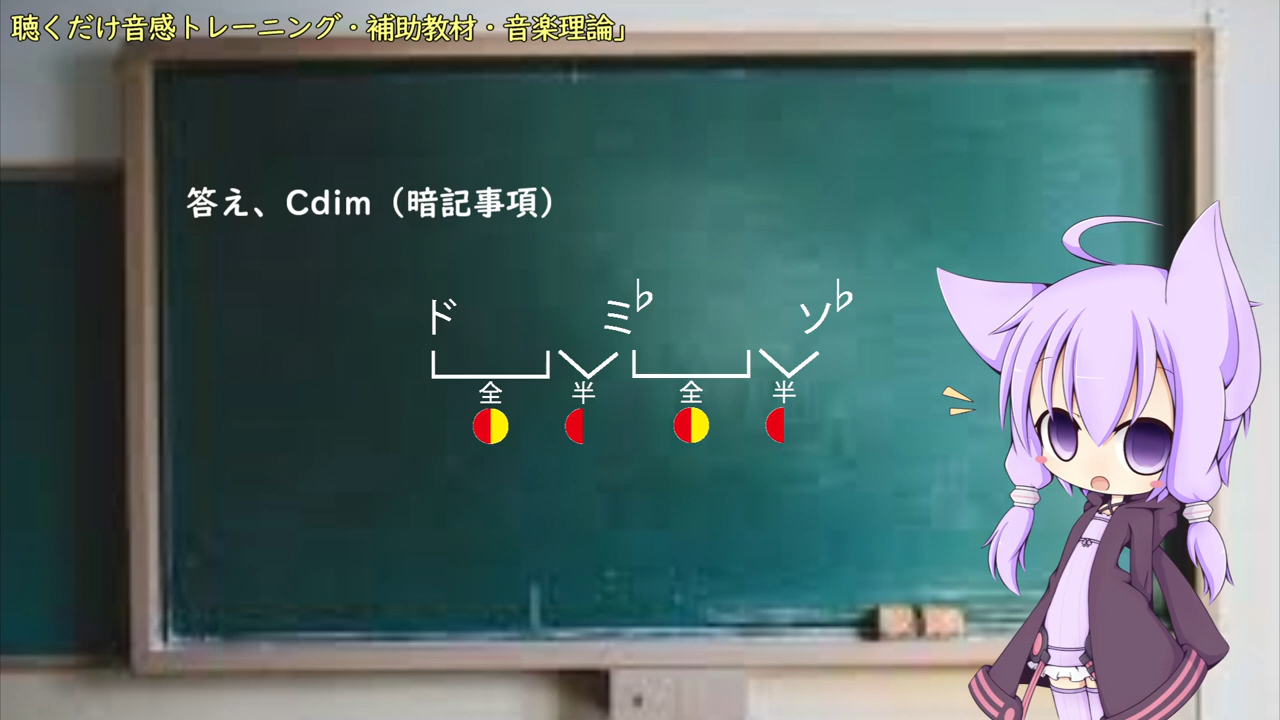 聴くだけ音感トレーニング・補助教材・音楽理論」
答え、Cdim（暗記事項）
ド ミ♭ ソ♭
全 半 全 半